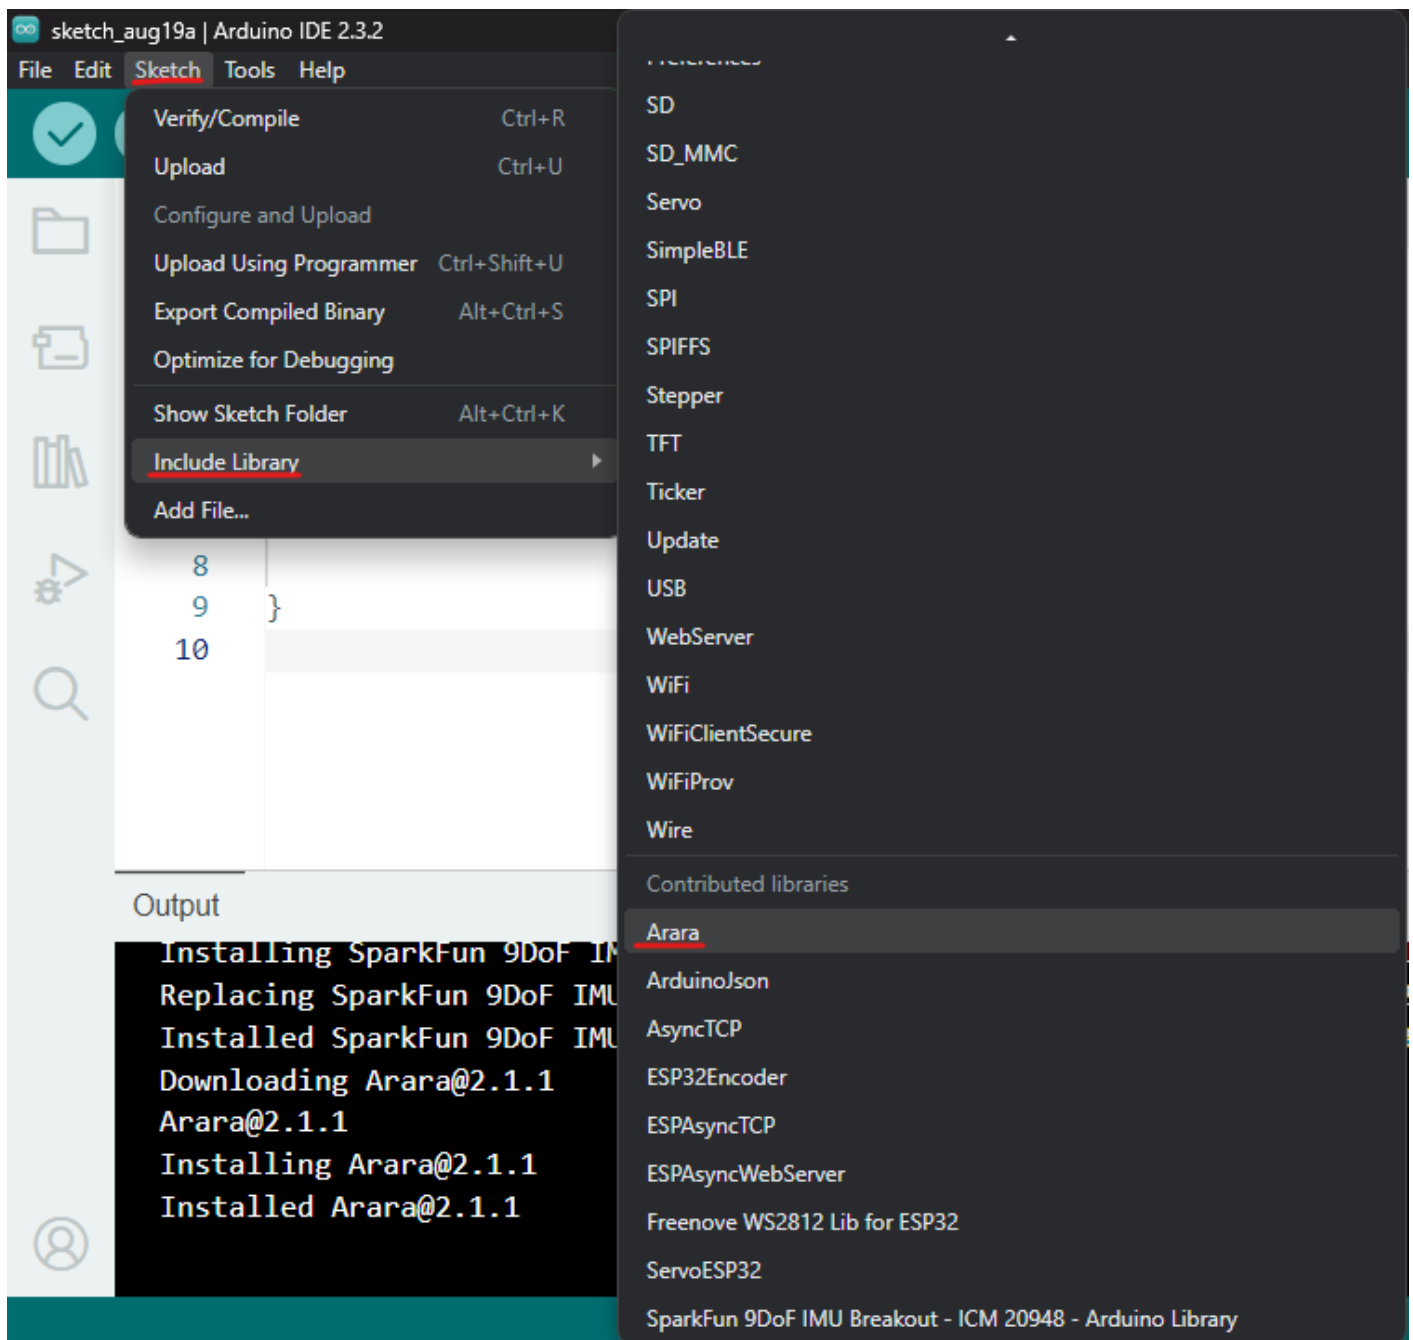 sketch_aug19a | Arduino IDE 2.3.2
File Edit Sketch Tools Help
Verify/Compile Ctrl+R
Upload Ctrl+U
Configure and Upload
Upload Using Programmer Ctrl+Shift+U
Export Compiled Binary Alt+Ctrl+S
Optimize for Debugging
Show Sketch Folder Alt+Ctrl+K
Include Library
Add File...
8
9 }
10
Output
Installing SparkFun 9DoF
Replacing SparkFun 9DoF IMU
Installed SparkFun 9DoF IMU
Downloading Arara@2.1.1
Arara@2.1.1
Installing Arara@2.1.1
Installed Arara@2.1.1
Preferences
SD
SD_MMC
Servo
SimpleBLE
SPI
SPIFFS
Stepper
TFT
Ticker
Update
USB
WebServer
WiFi
WiFiClientSecure
WiFiProv
Wire
Contributed libraries
Arara
ArduinoJson
AsyncTCP
ESP32Encoder
ESPAsyncTCP
ESPAsyncWebServer
Freenove WS2812 Lib for ESP32
ServoESP32
SparkFun 9DoF IMU Breakout - ICM 20948 - Arduino Library